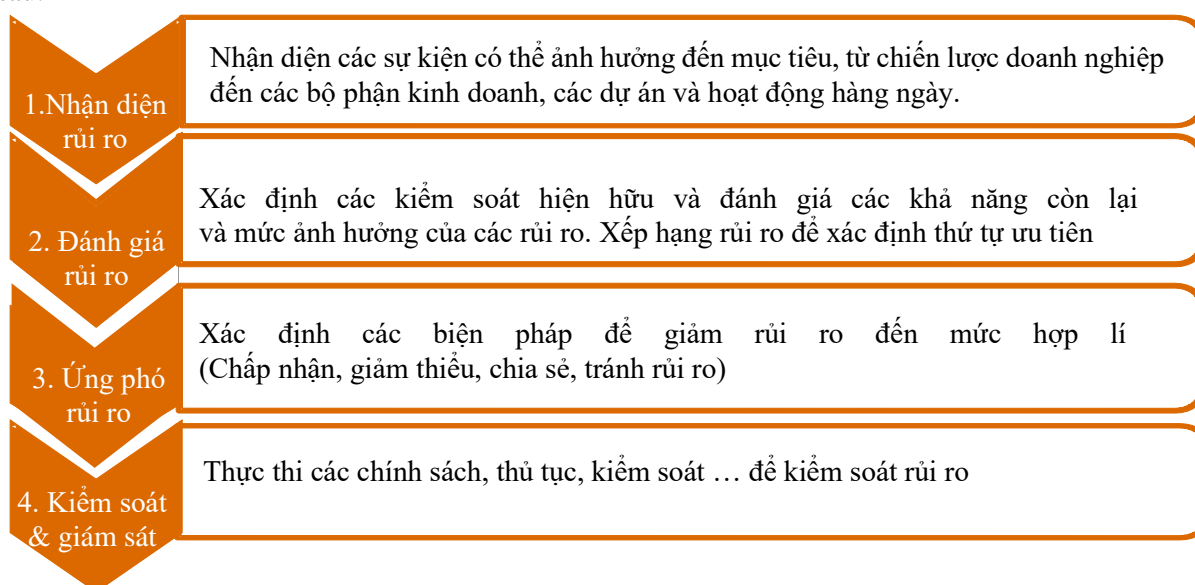 1.Nhận diện
rủi ro
Nhận diện các sự kiện có thể ảnh hưởng đến mục tiêu, từ chiến lược doanh nghiệp
đến các bộ phận kinh doanh, các dự án và hoạt động hàng ngày.
2. Đánh giá
rủi ro
Xác định các kiểm soát hiện hữu và đánh giá các khả năng còn lại
và mức ảnh hưởng của các rủi ro. Xếp hạng rủi ro để xác định thứ tự ưu tiên
3. Ứng phó
rủi ro
Xác định các biện pháp để giảm rủi ro đến mức hợp lí
(Chấp nhận, giảm thiểu, chia sẻ, tránh rủi ro)
4. Kiểm soát
& giám sát
Thực thi các chính sách, thủ tục, kiểm soát … để kiểm soát rủi ro